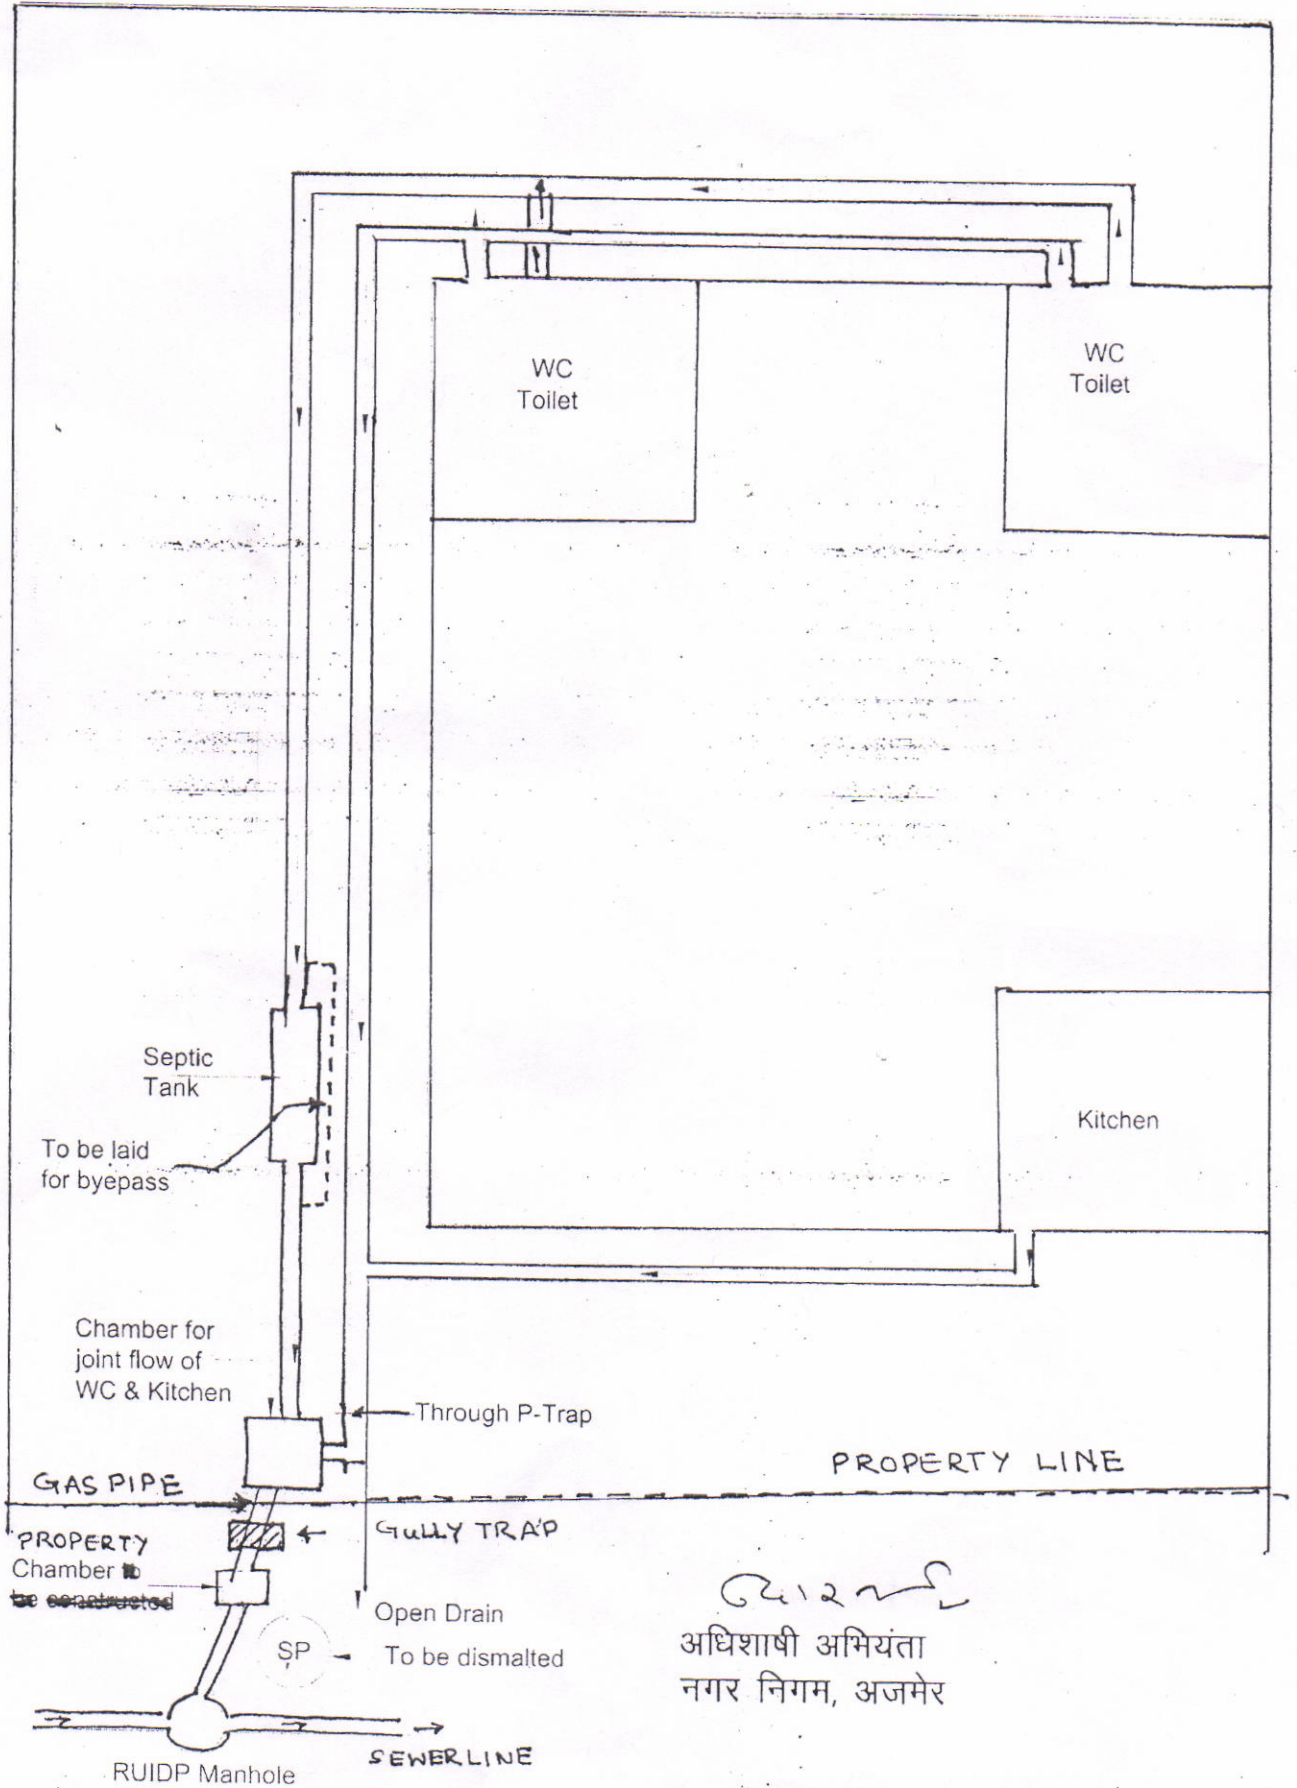 WC
Toilet
WC
Toilet
Septic
Tank
To be laid
for byepass
Kitchen
Chamber for
joint flow of
WC & Kitchen
Through P-Trap
PROPERTY LINE
GAS PIPE
GULLY TRAP
PROPERTY
Chamber to
be constructed
Open Drain
SP
To be dismalted
अधिशाषी अभियंता
नगर निगम, अजमेर
SEWERLINE
RUIDP Manhole